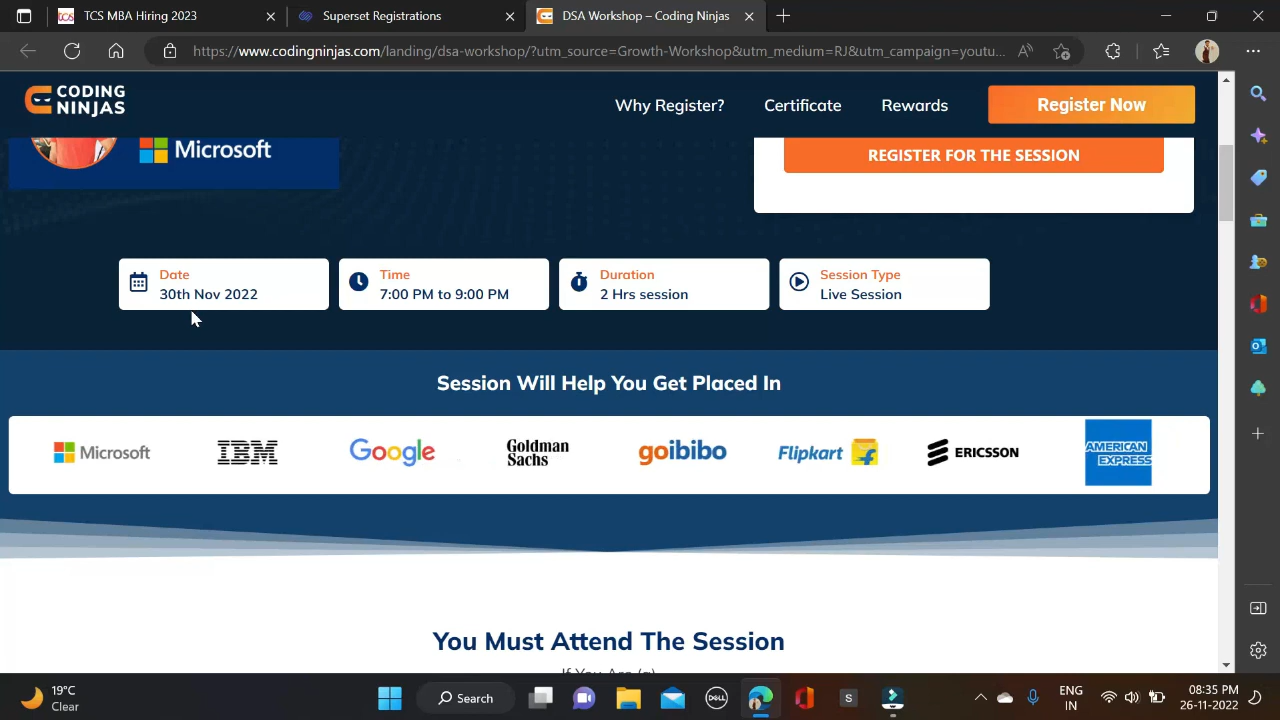 TCS MBA Hiring 2023
Superset Registrations
DSA Workshop – Coding Ninjas
https://www.codingninjas.com/landing/dsa-workshop/?utm_source=Growth-Workshop&utm_medium=RJ&utm_campaign=youtu...
CODING
NINJAS
Why Register?
Certificate
Rewards
Register Now
Microsoft
REGISTER FOR THE SESSION
Date
30th Nov 2022
Time
7:00 PM to 9:00 PM
Duration
2 Hrs session
Session Type
Live Session
Session Will Help You Get Placed In
Microsoft
IBM
Google
Goldman
Sachs
goibibo
Flipkart
ERICSSON
AMERICAN
EXPRESS
You Must Attend The Session
If You Are (a)
19°C
Clear
Search
DELL
S
ENG
IN
08:35 PM
26-11-2022